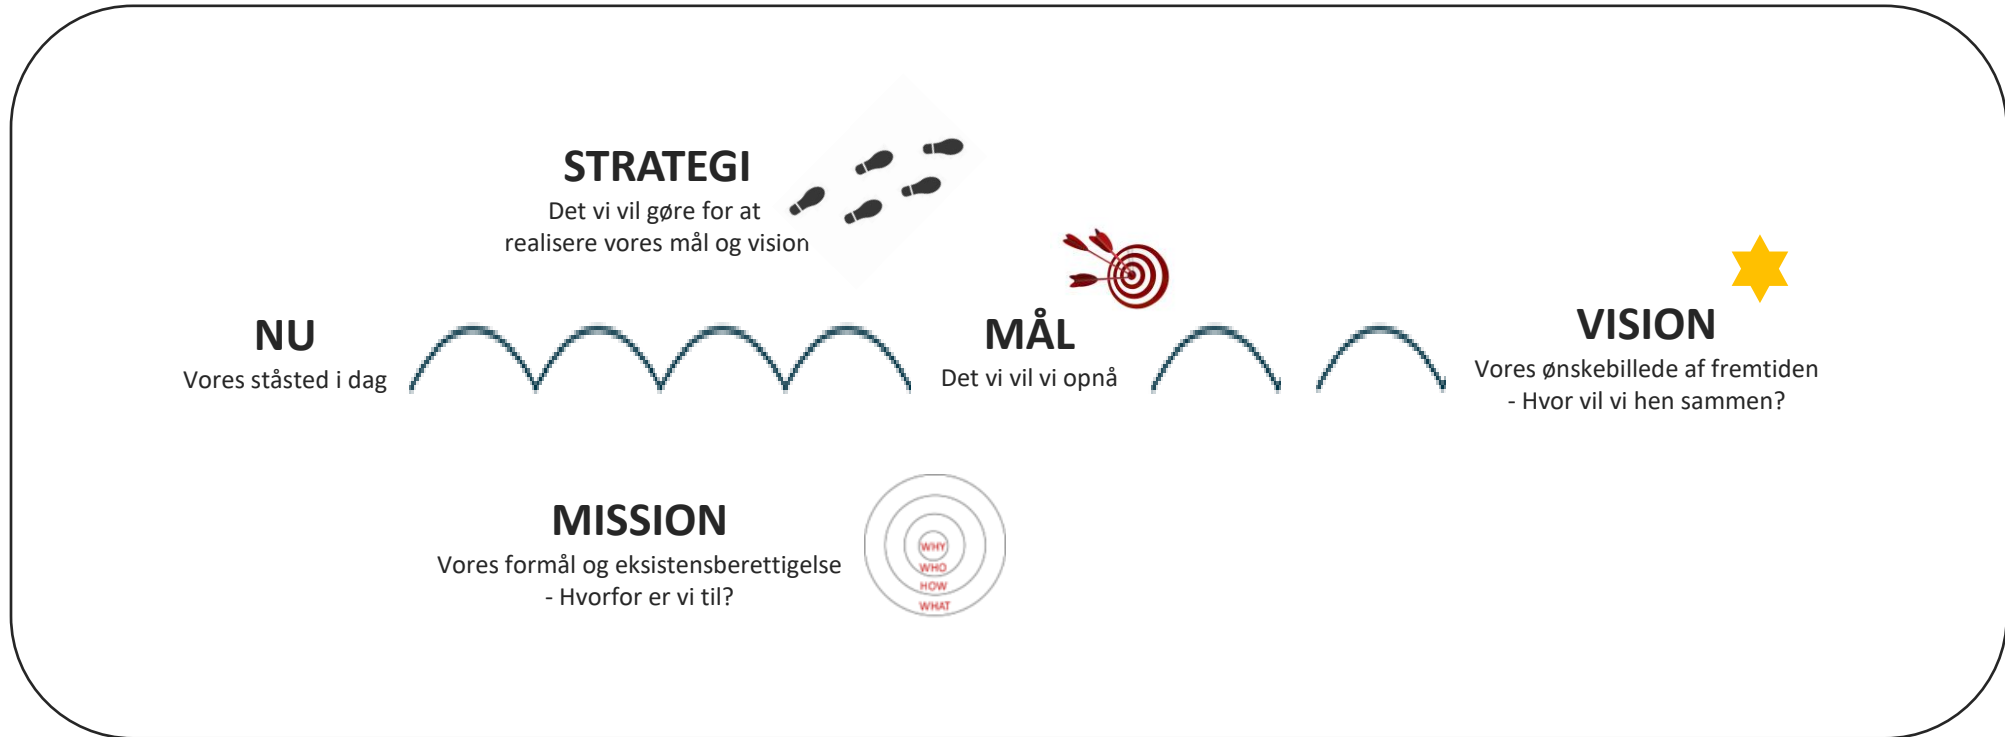 STRATEGI
Det vi vil gøre for at
realisere vores mål og vision
NU
Vores ståsted i dag
MÅL
Det vi vil vi opnå
VISION
Vores ønskebillede af fremtiden
- Hvor vil vi hen sammen?
MISSION
Vores formål og eksistensberettigelse
- Hvorfor er vi til?
WHY
WHO
HOW
WHAT